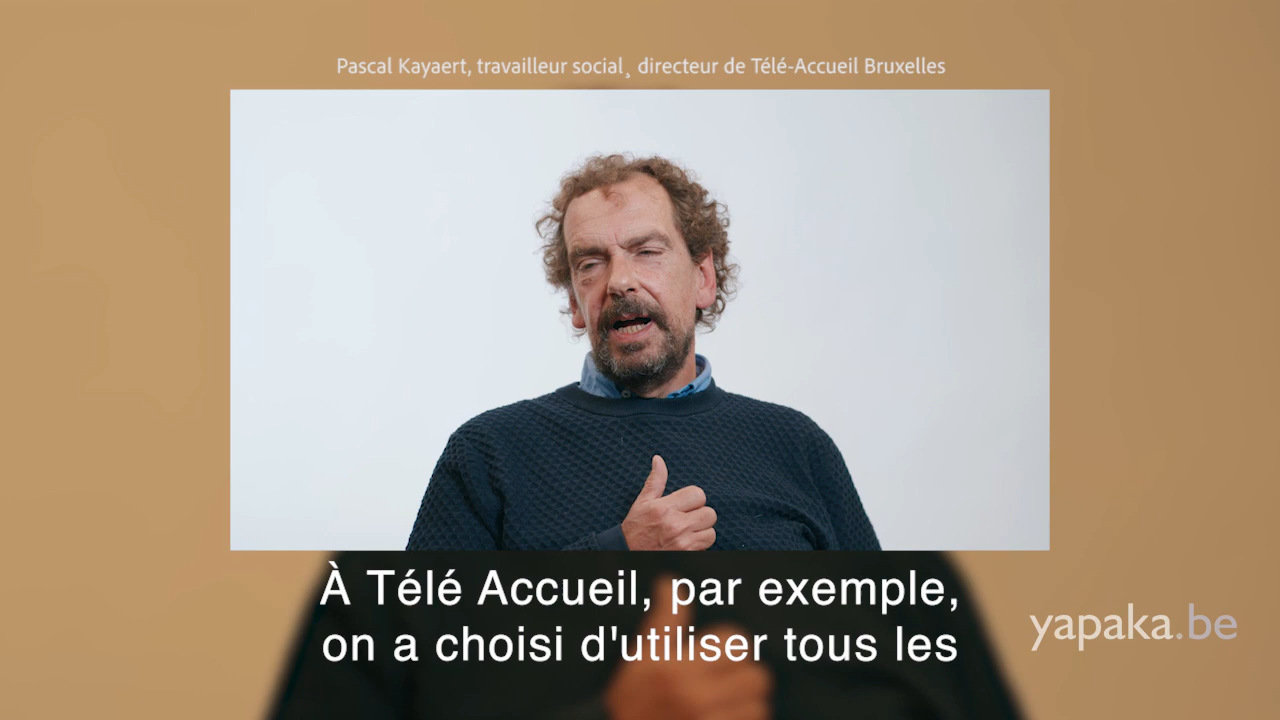 Pascal Kayaert, travailleur social¸ directeur de Télé-Accueil Bruxelles
À Télé Accueil, par exemple,
on a choisi d'utiliser tous les
yapaka.be